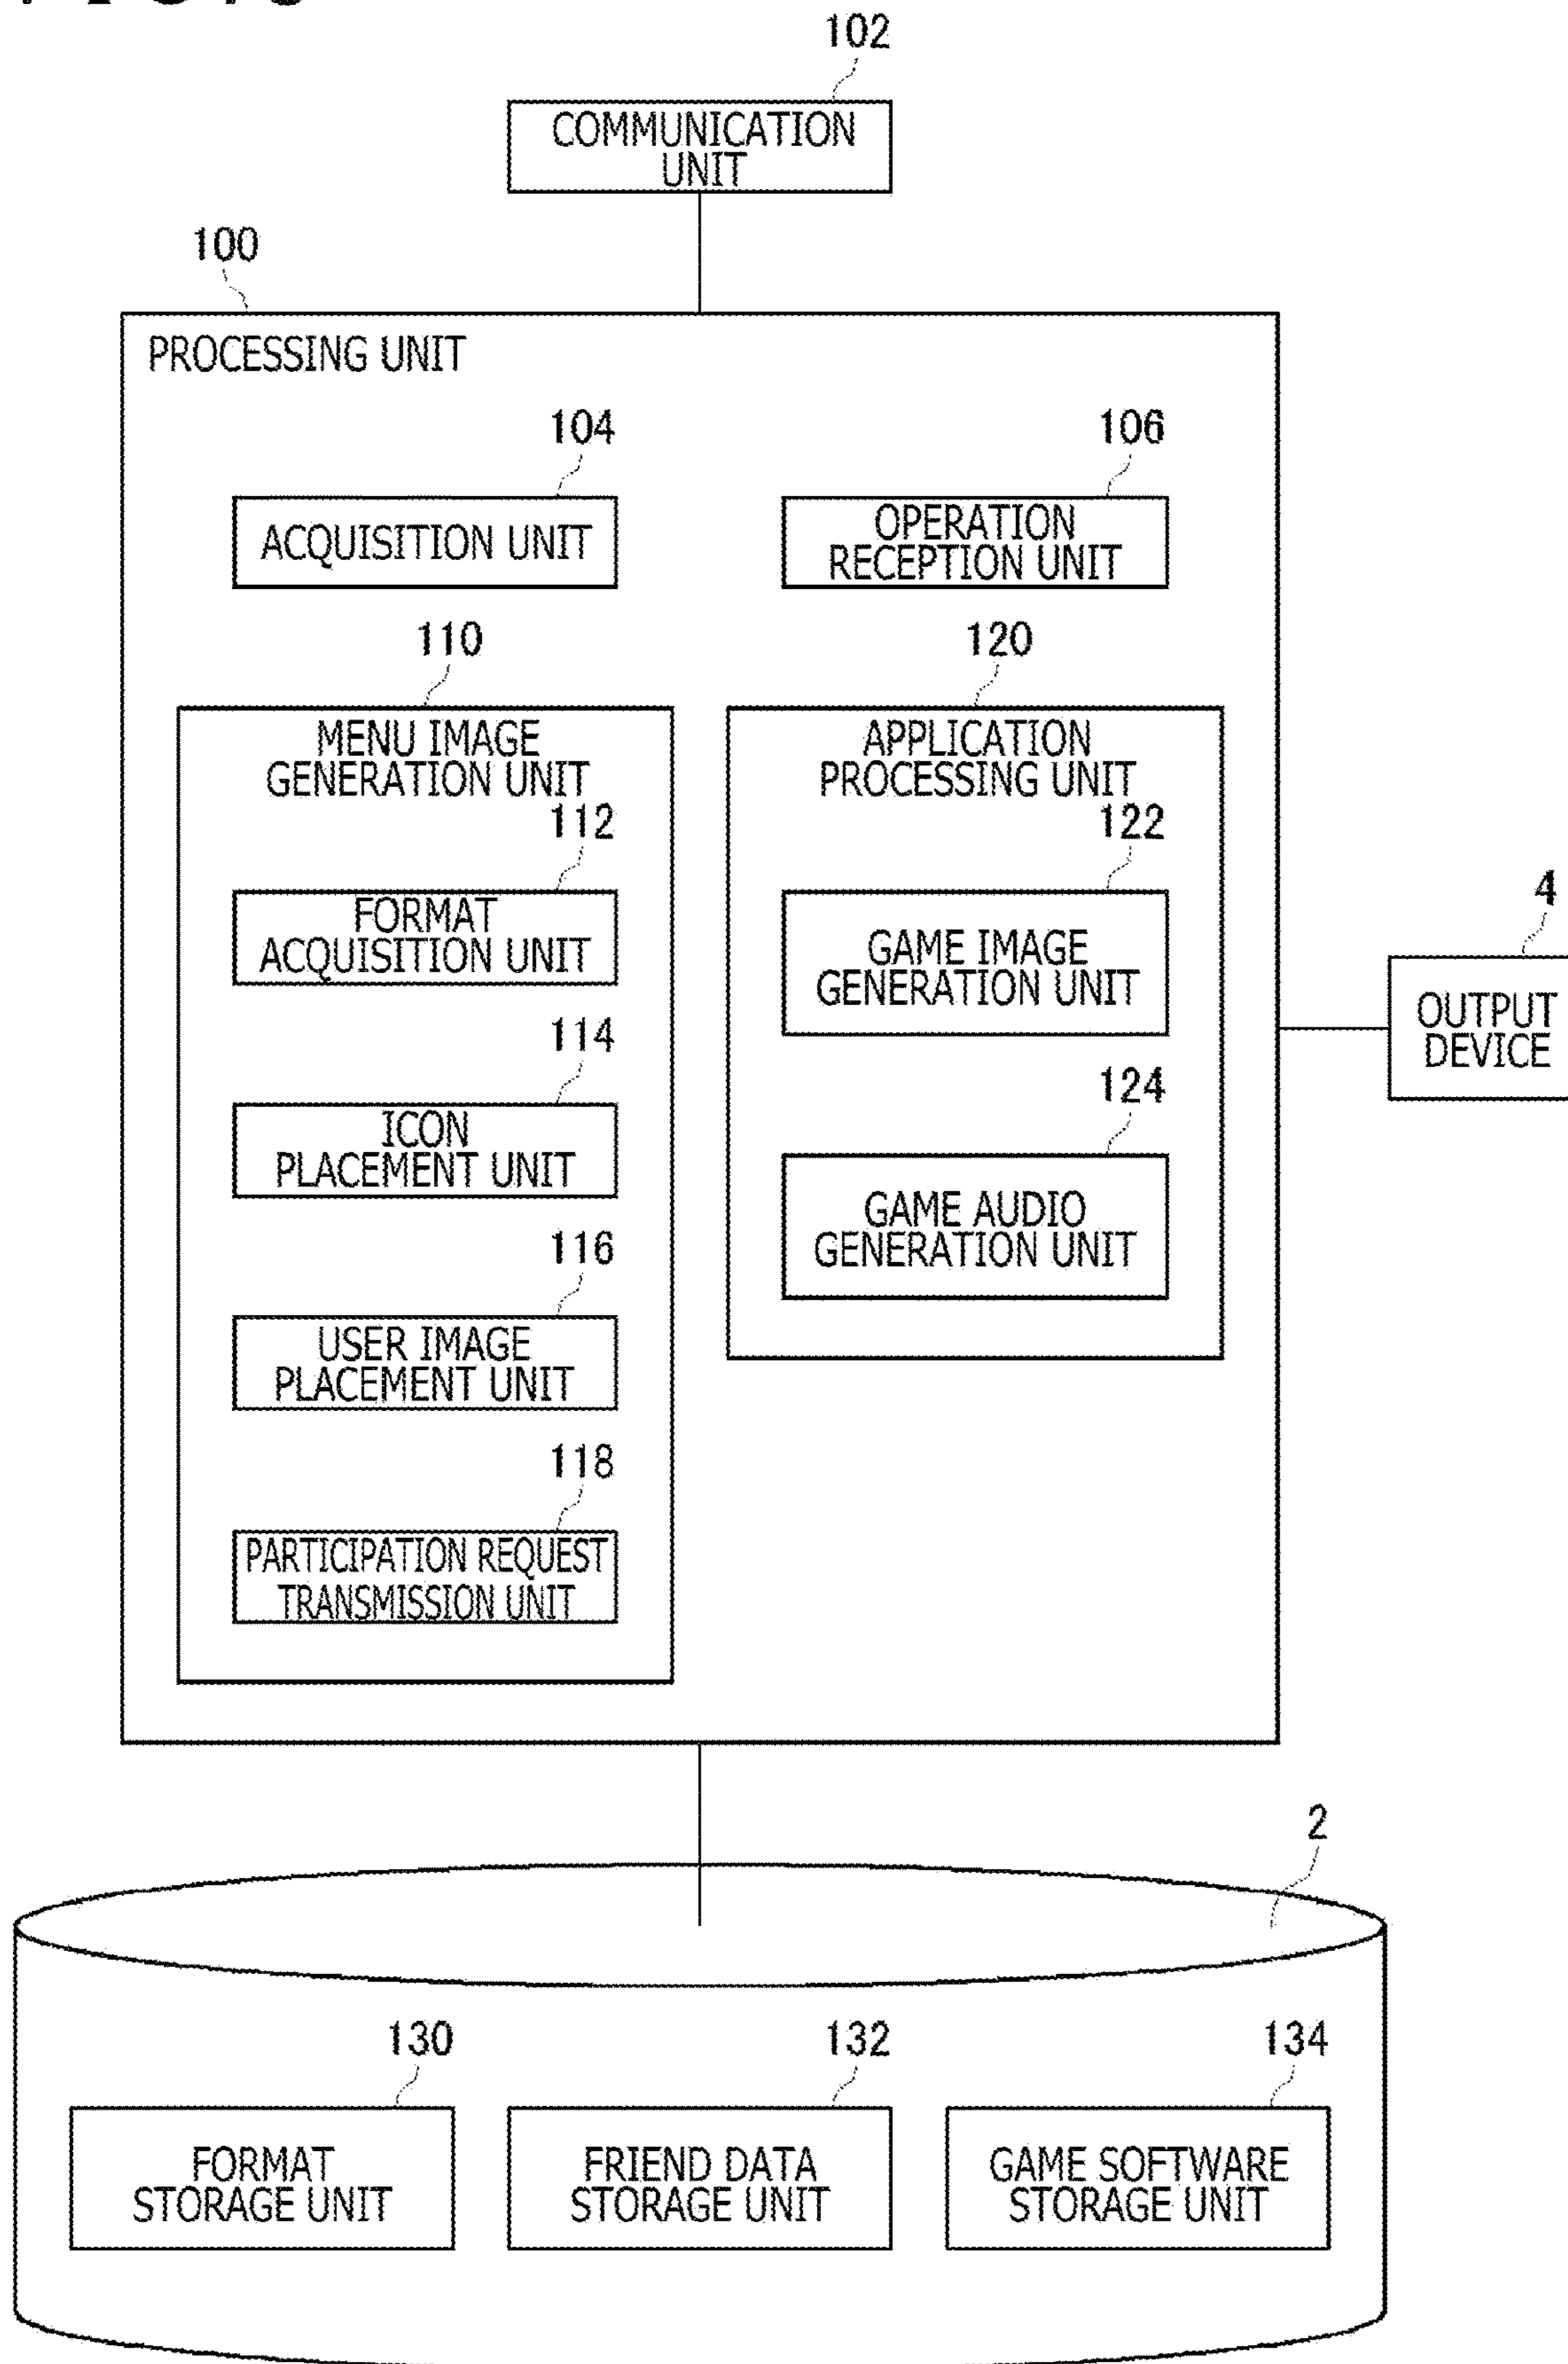 102
COMMUNICATION
UNIT
100
PROCESSING UNIT
104
106
ACQUISITION UNIT
OPERATION
RECEPTION UNIT
110
120
MENU IMAGE
GENERATION UNIT
APPLICATION
PROCESSING UNIT
112
122
FORMAT
ACQUISITION UNIT
GAME IMAGE
GENERATION UNIT
4
OUTPUT
DEVICE
114
124
ICON
PLACEMENT UNIT
GAME AUDIO
GENERATION UNIT
116
USER IMAGE
PLACEMENT UNIT
118
PARTICIPATION REQUEST
TRANSMISSION UNIT
2
130
132
134
FORMAT
STORAGE UNIT
FRIEND DATA
STORAGE UNIT
GAME SOFTWARE
STORAGE UNIT